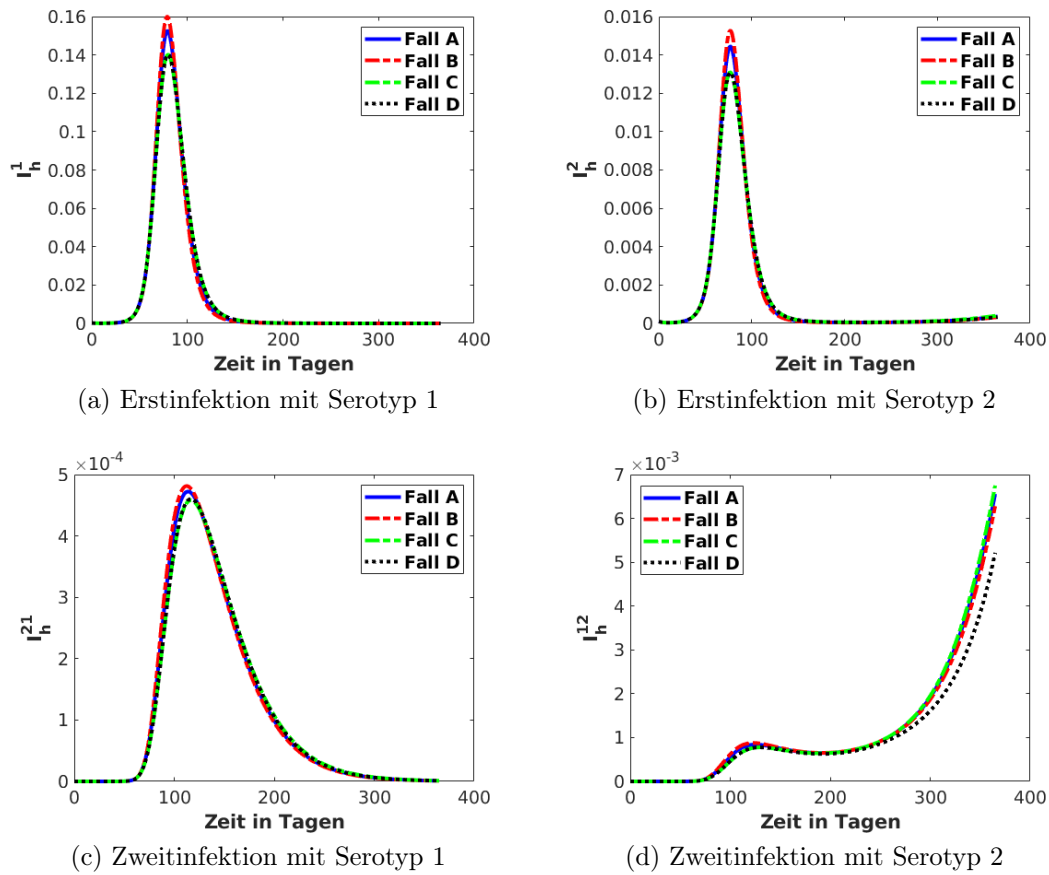 0.16
0.14
0.12
0.1
0.08
0.06
0.04
0.02
0
I_h^1
0 100 200 300 400
Zeit in Tagen
Fall A
Fall B
Fall C
Fall D
(a) Erstinfektion mit Serotyp 1
0.016
0.014
0.012
0.01
0.008
0.006
0.004
0.002
0
I_h^2
0 100 200 300 400
Zeit in Tagen
Fall A
Fall B
Fall C
Fall D
(b) Erstinfektion mit Serotyp 2
×10^-4
5
4
3
2
1
0
I_h^21
0 100 200 300 400
Zeit in Tagen
Fall A
Fall B
Fall C
Fall D
(c) Zweitinfektion mit Serotyp 1
×10^-3
7
6
5
4
3
2
1
0
I_h^12
0 100 200 300 400
Zeit in Tagen
Fall A
Fall B
Fall C
Fall D
(d) Zweitinfektion mit Serotyp 2